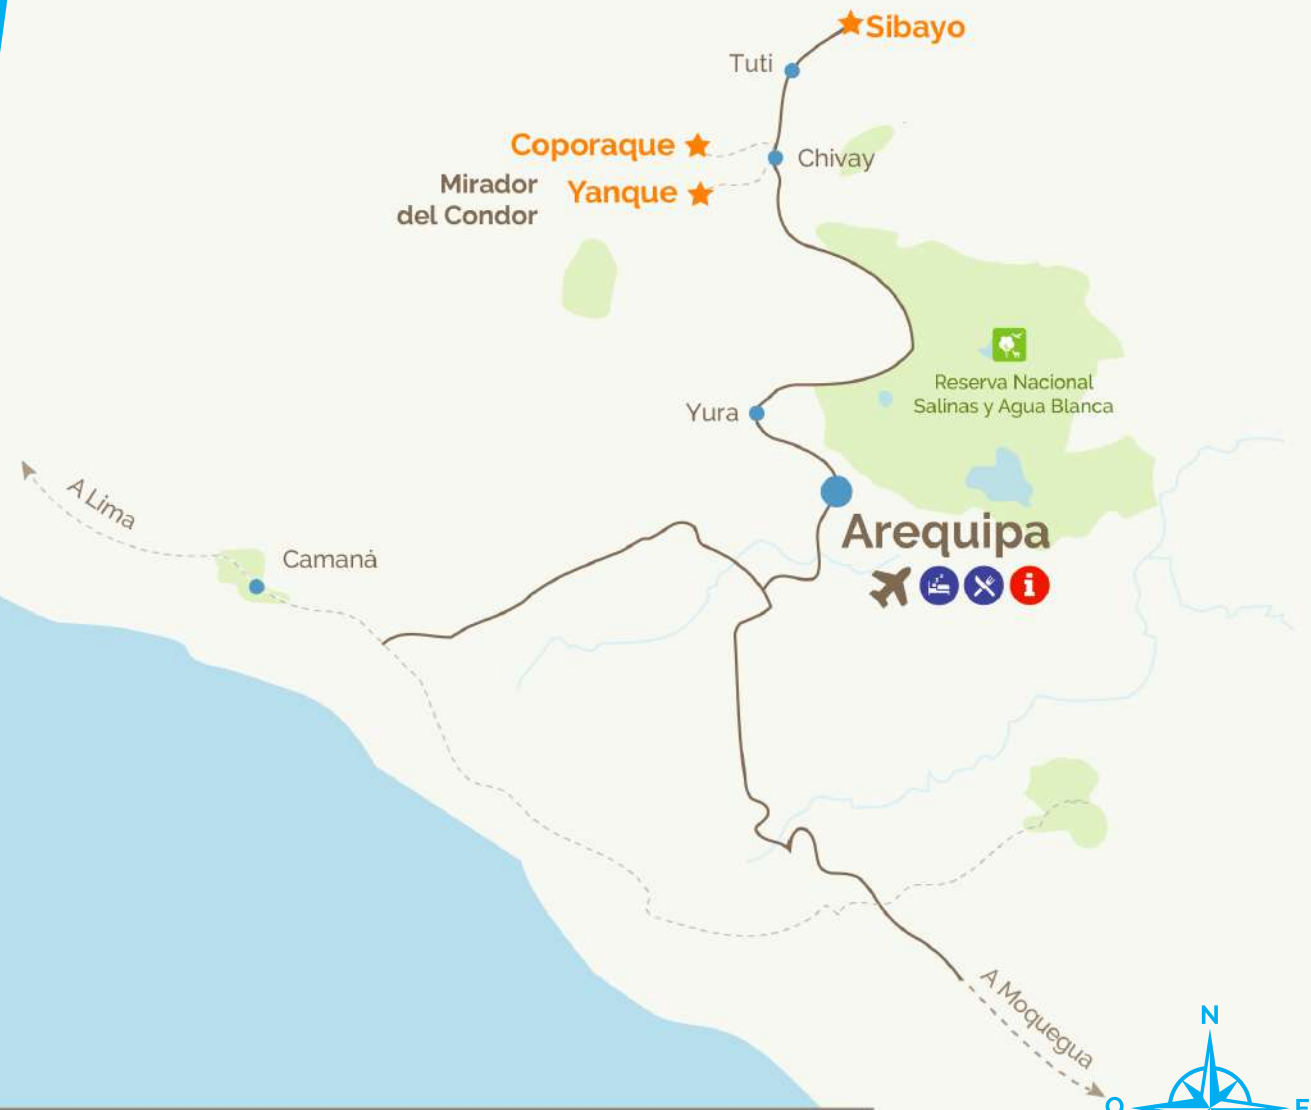 Sibayo
Tuti
Coporaque
Chivay
Mirador
del Condor
Yanque
Reserva Nacional
Salinas y Agua Blanca
Yura
A Lima
Arequipa
Camaná
i
A Moquegua
N
O
E